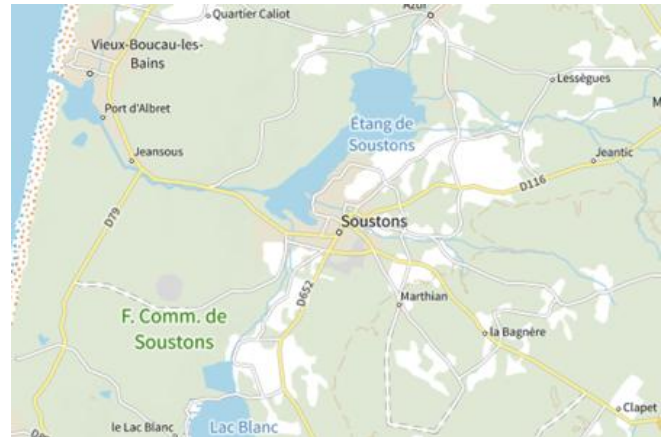 Quartier Caliot
Azur
Vieux-Boucau-les-
Bains
Lessègues
Port d'Albret
Étang de
Soustons
Jeansous
Jeantic
D116
D79
Soustons
D652
Marthian
F. Comm. de
Soustons
la Bagnère
Clapet
le Lac Blanc
Lac Blanc